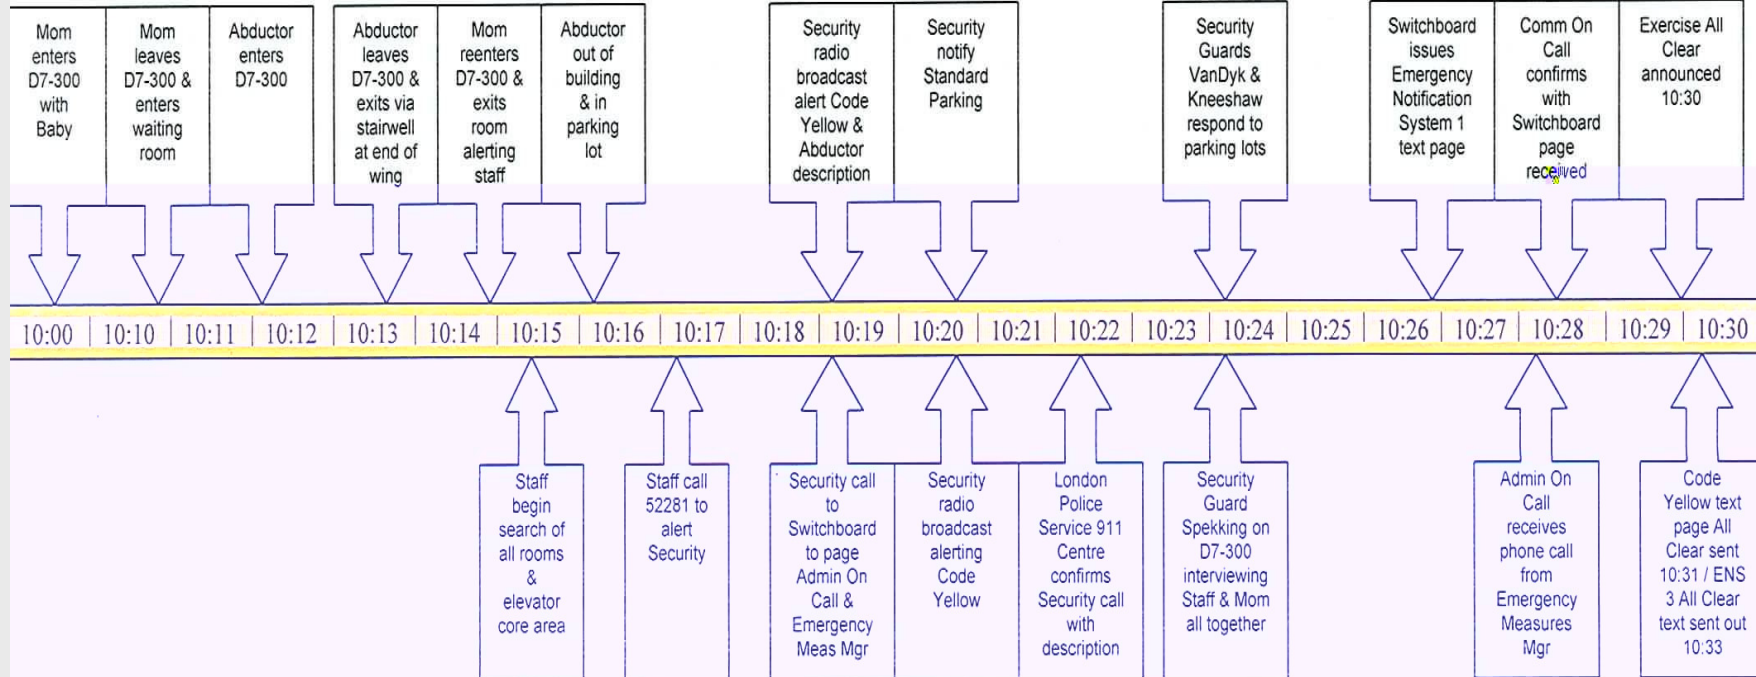 Mom
enters
D7-300
with
Baby
Mom
leaves
D7-300 &
enters
waiting
room
Abductor
enters
D7-300
Abductor
leaves
D7-300 &
exits via
stairwell
at end of
wing
Mom
reenters
D7-300 &
exits
room
alerting
staff
Abductor
out of
building
& in
parking
lot
Security
radio
broadcast
alert Code
Yellow &
Abductor
description
Security
notify
Standard
Parking
Security
Guards
VanDyk &
Kneeshaw
respond to
parking lots
Switchboard
issues
Emergency
Notification
System 1
text page
Comm On
Call
confirms
with
Switchboard
page
received
Exercise All
Clear
announced
10:30
10:00 10:10 10:11 10:12 10:13 10:14 10:15 10:16 10:17 10:18 10:19 10:20 10:21 10:22 10:23 10:24 10:25 10:26 10:27 10:28 10:29 10:30
Staff
begin
search of
all rooms
&
elevator
core area
Staff call
52281 to
alert
Security
Security call
to
Switchboard
to page
Admin On
Call &
Emergency
Meas Mgr
Security
radio
broadcast
alerting
Code
Yellow
London
Police
Service 911
Centre
confirms
Security call
with
description
Security
Guard
Spekking on
D7-300
interviewing
Staff & Mom
all together
Admin On
Call
receives
phone call
from
Emergency
Measures
Mgr
Code
Yellow text
page All
Clear sent
10:31 / ENS
3 All Clear
text sent out
10:33